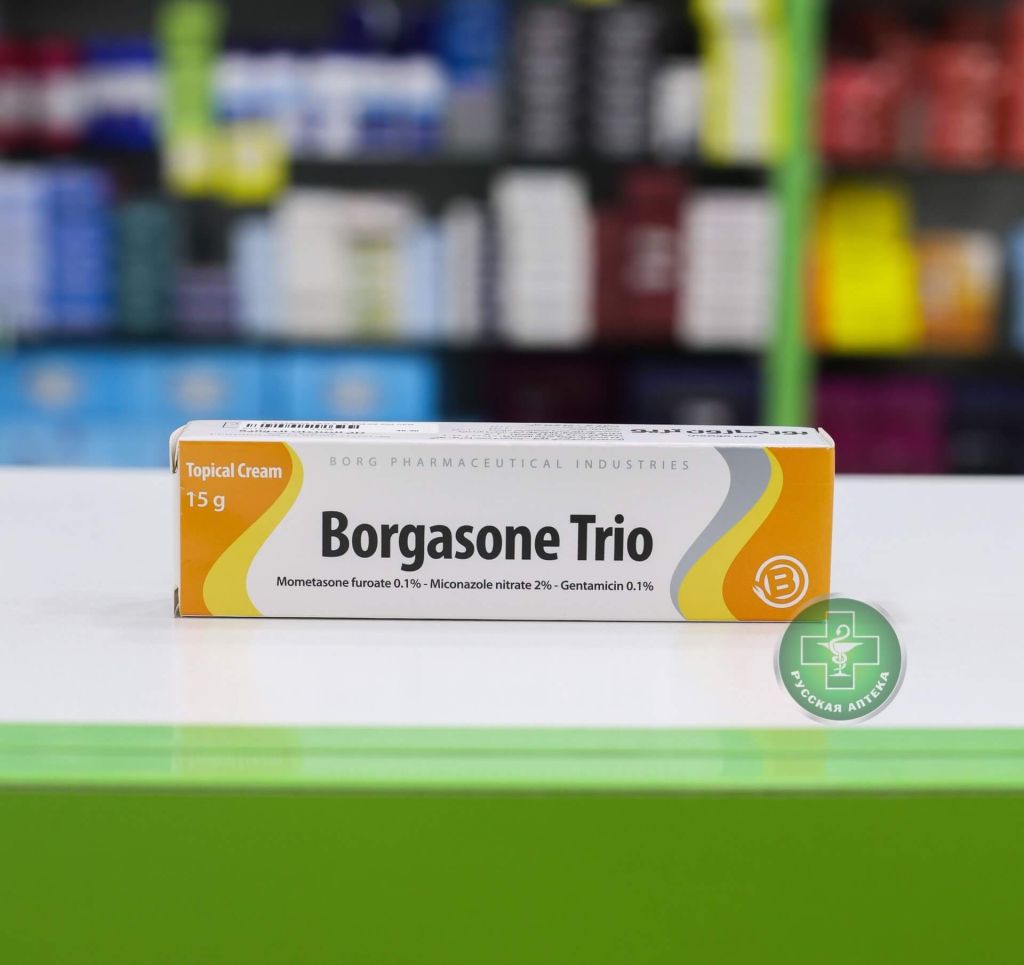 Topical Cream
15 g
BORG PHARMACEUTICAL INDUSTRIES
Borgasone Trio
Mometasone furoate 0.1% - Miconazole nitrate 2% - Gentamicin 0.1%
B
РУССКАЯ АПТЕКА